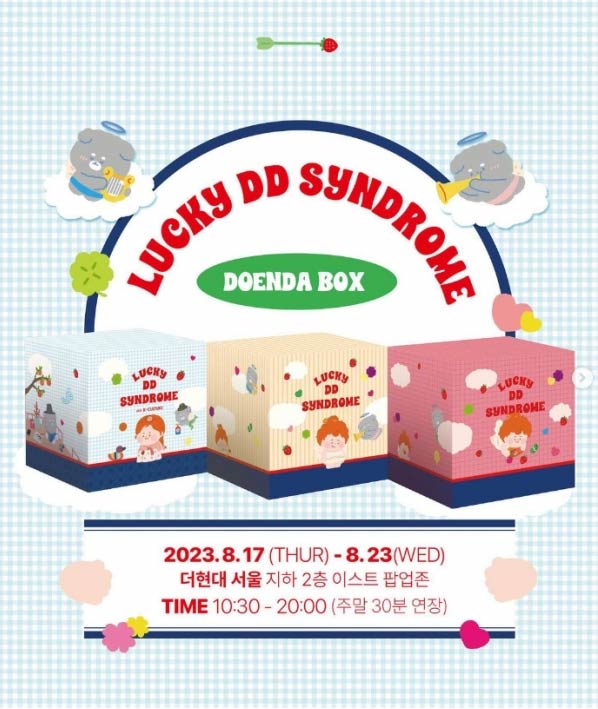 LUCKY DD SYNDROME
DOENDA BOX
LUCKY
DD
SYNDROME
LUCKY
DD
SYNDROME
LUCKY
DD
SYNDROME
2023.8.17 (THUR) - 8.23(WED)
더현대 서울 지하 2층 이스트 팝업존
TIME 10:30 - 20:00 (주말 30분 연장)